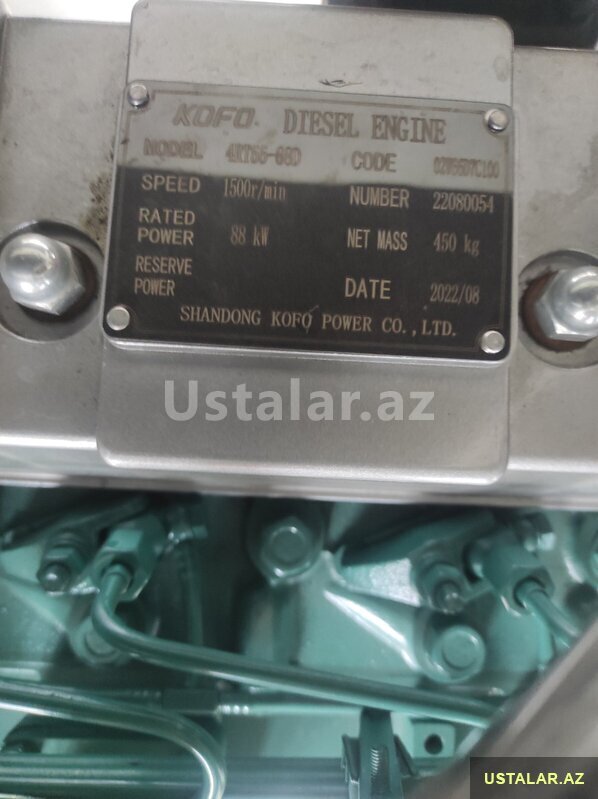 KOFO. DIESEL ENGINE
MODEL 4RT55-88D CODE
SPEED 1500r/min NUMBER 22080054
RATED POWER 88 kW NET MASS 450 kg
RESERVE POWER DATE 2022/08
SHANDONG KOFO POWER CO.,LTD.
Ustalar.az
USTALAR.AZ